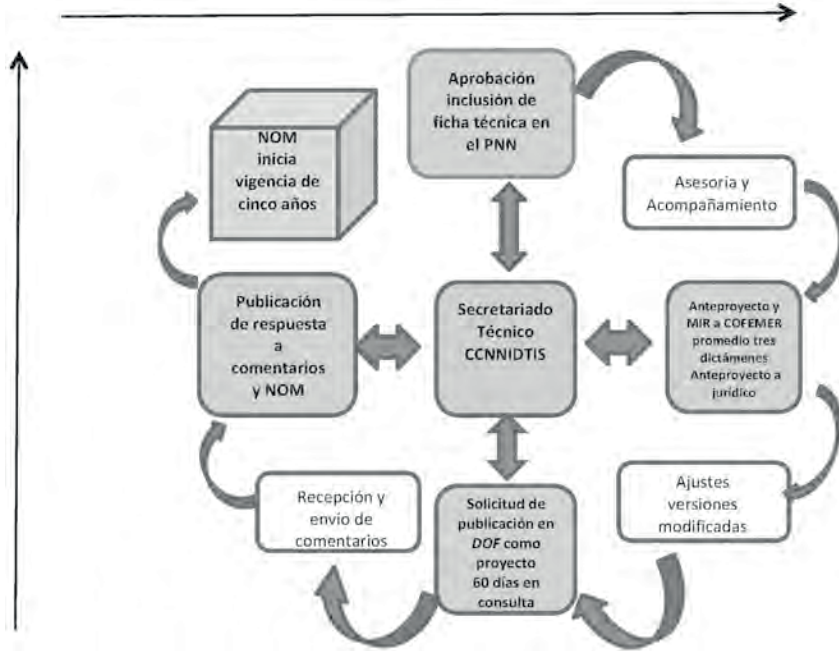 Aprobación
inclusión de
ficha técnica en
el PNN
NOM
inicia
vigencia de
cinco años
Asesoría y
Acompañamiento
Publicación
de respuesta
a
comentarios
y NOM
Secretariado
Técnico
CCNNIDTIS
Anteproyecto y
MIR a COFEMER
promedio tres
dictámenes
Anteproyecto a
jurídico
Recepción y
envío de
comentarios
Solicitud de
publicación en
DOF como
proyecto
60 días en
consulta
Ajustes
versiones
modificadas